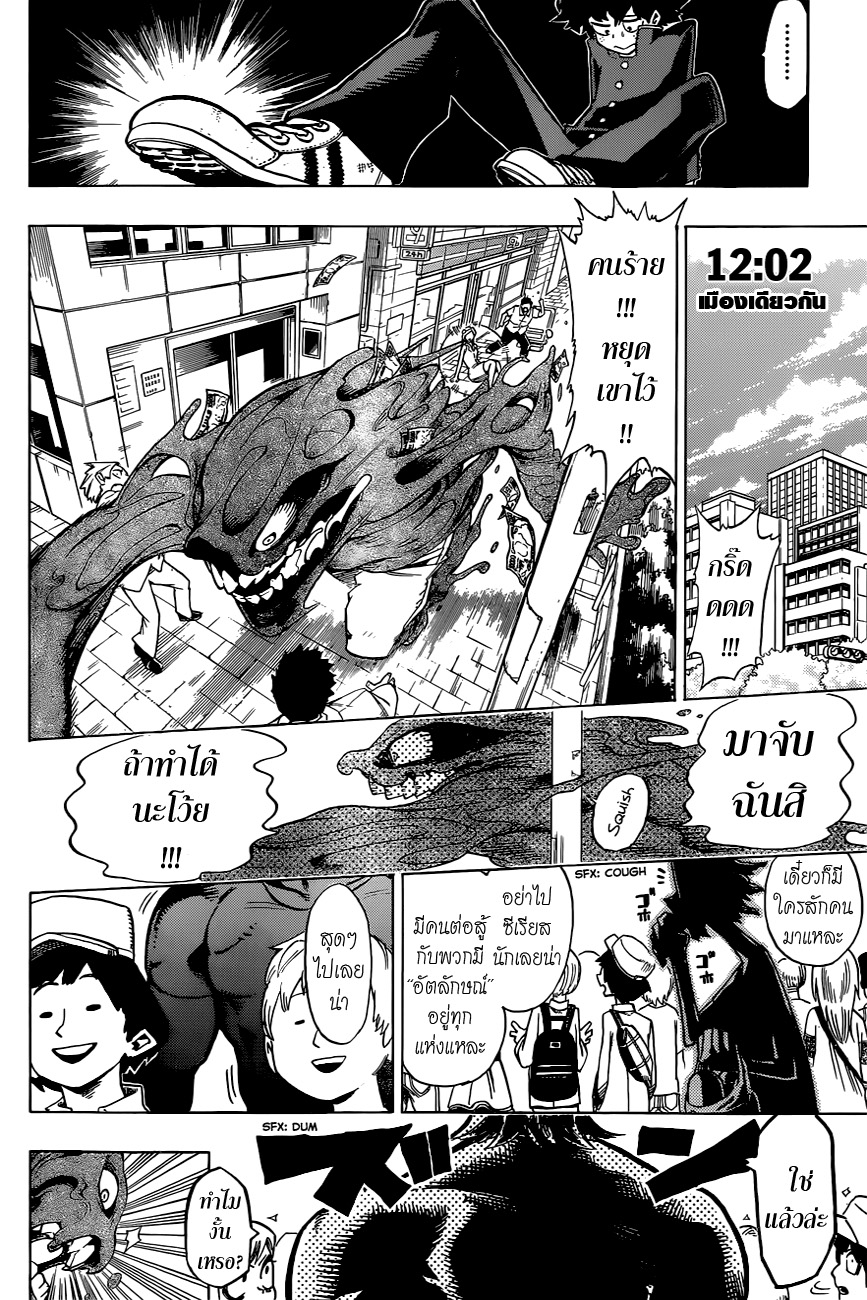 .........
12:02
เมืองเดียวกัน
กรี๊ด
ดดด
!!!
คนร้าย
!!!
หยุด
เขาไว้
!!
24h
มาจับ
ฉันสิ
Squish
ถ้าทำได้
นะโว้ย
!!!
เดี๋ยวก็มี
ใครสักคน
มาแหละ
SFX: COUGH
ゴホ
ゴホ
อย่าไป
ซีเรียส
นักเลยน่า
มีคนต่อสู้
กับพวกมี
"อัตลักษณ์"
อยู่ทุก
แห่งแหละ
สุดๆ
ไปเลย
น่า
SFX: DUM
ใช่
แล้วล่ะ
ทำไม
งั้น
เหรอ?